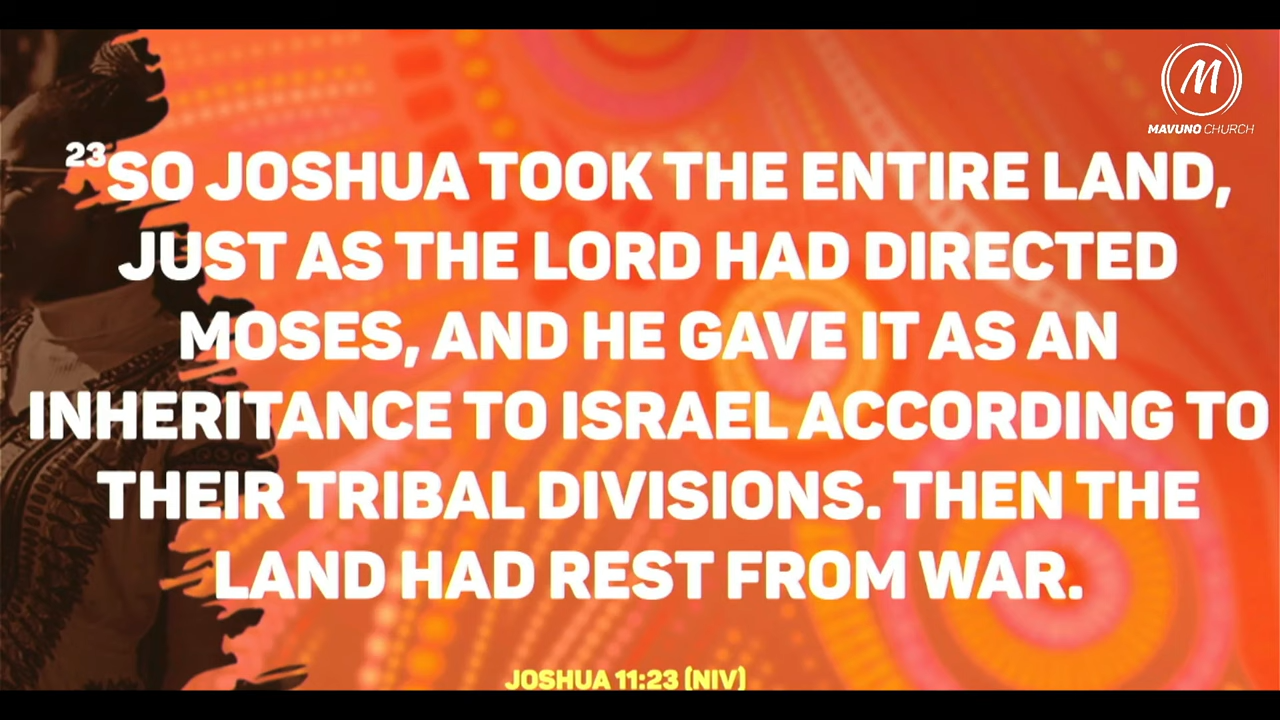 MAVUNO CHURCH
23SO JOSHUA TOOK THE ENTIRE LAND,
JUST AS THE LORD HAD DIRECTED
MOSES, AND HE GAVE IT AS AN
INHERITANCE TO ISRAEL ACCORDING TO
THEIR TRIBAL DIVISIONS. THEN THE
LAND HAD REST FROM WAR.
JOSHUA 11:23 (NIV)